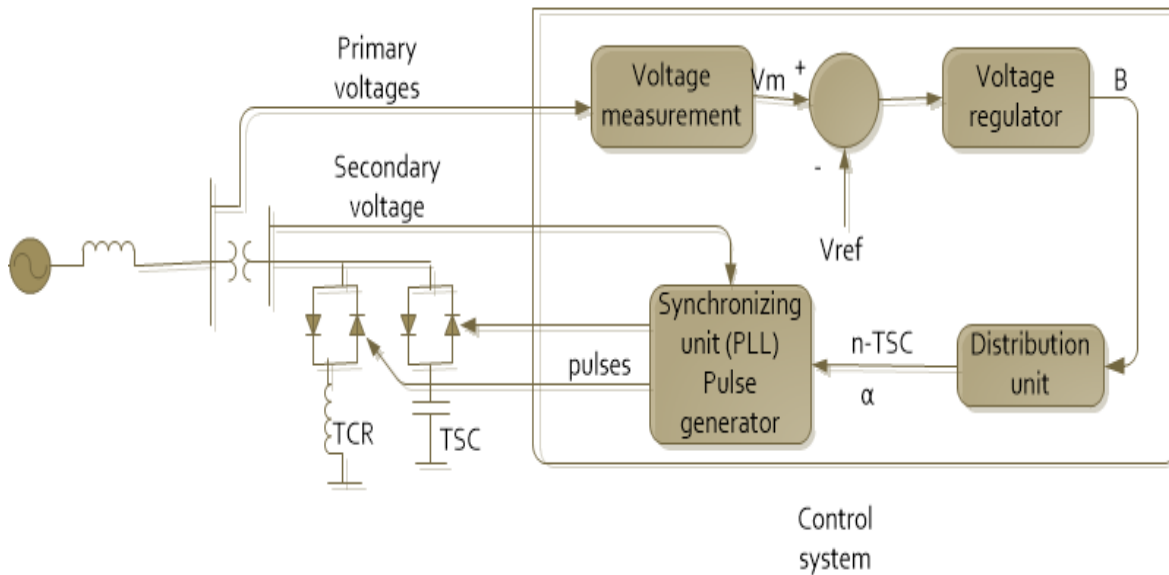 Primary
voltages
Voltage
measurement
Vm
+
-
Vref
Voltage
regulator
B
Secondary
voltage
Synchronizing
unit (PLL)
Pulse
generator
n-TSC
α
Distribution
unit
pulses
TCR
TSC
Control
system